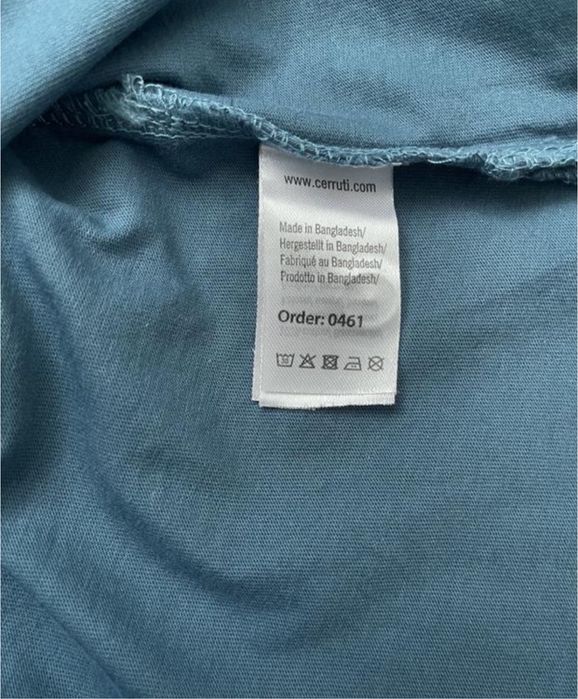 www.cerruti.com
Made in Bangladesh/
Hergestellt in Bangladesh/
Fabriqué au Bangladesh/
Prodotto in Bangladesh/
Order: 0461